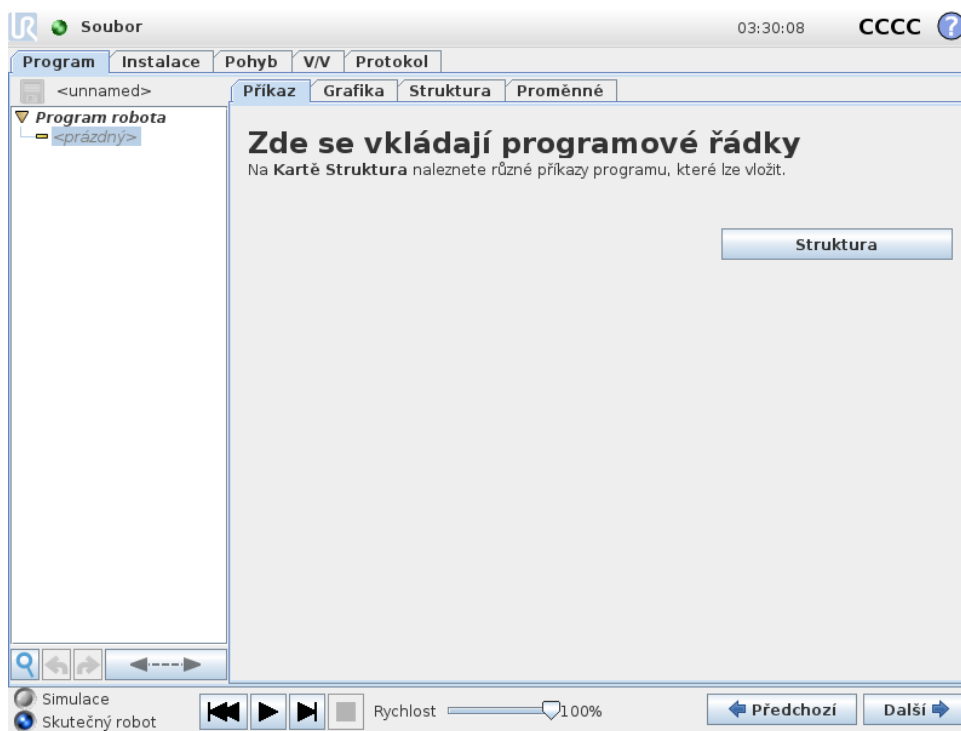 UR Soubor 03:30:08 CCCC ?
Program Instalace Pohyb V/V Protokol
<unnamed>
Příkaz Grafika Struktura Proměnné
Program robota
<prázdný>
Zde se vkládají programové řádky
Na Kartě Struktura naleznete různé příkazy programu, které lze vložit.
Struktura
Simulace
Skutečný robot
Rychlost 100%
Předchozí Další